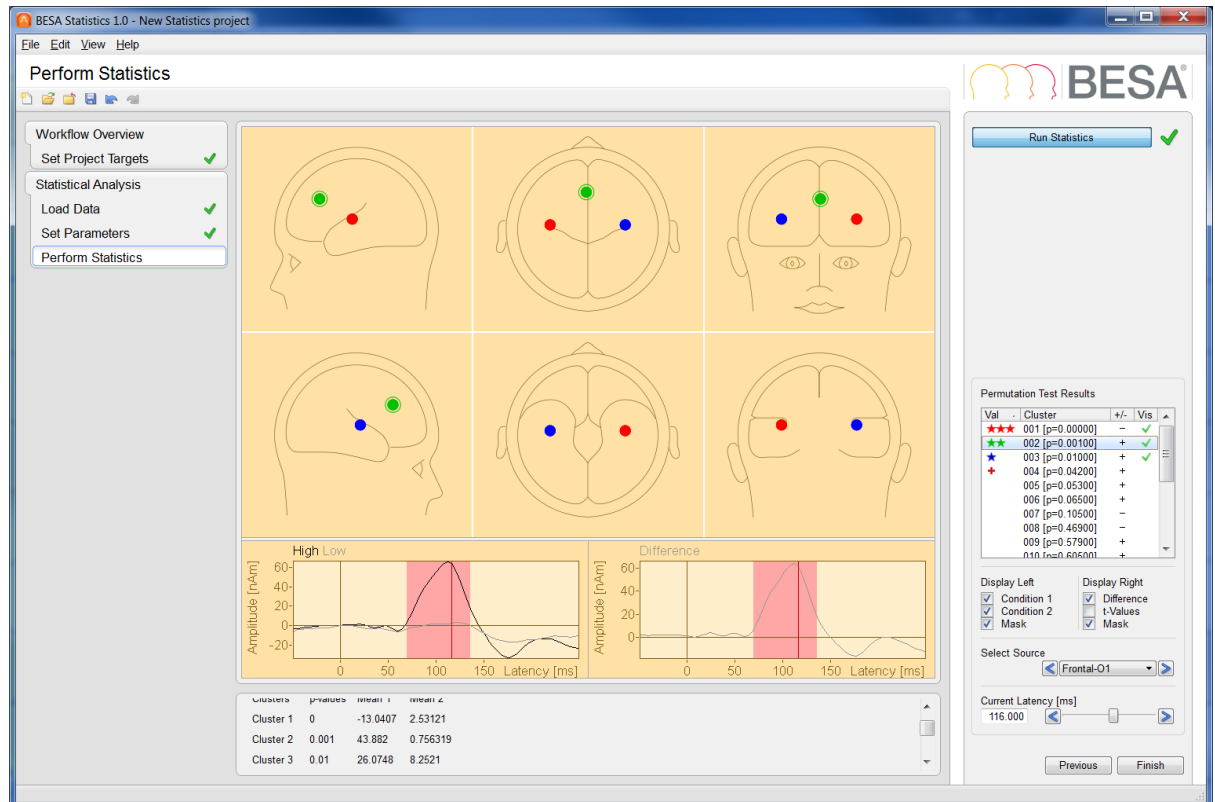 BESA Statistics 1.0 - New Statistics project
File Edit View Help
Perform Statistics
BESA
Workflow Overview
Set Project Targets
Statistical Analysis
Load Data
Set Parameters
Perform Statistics
Run Statistics
High Low
Amplitude [nAm]
60
40
20
0
-20
0 50 100 150 Latency [ms]
Difference
Amplitude [nAm]
60
40
20
0
0 50 100 150 Latency [ms]
Clusters p-values Mean 1 Mean 2
Cluster 1 0 -13.0407 2.53121
Cluster 2 0.001 43.882 0.756319
Cluster 3 0.01 26.0748 8.2521
Permutation Test Results
Val Cluster +/- Vis
001 [p=0.00000] −
002 [p=0.00100] +
003 [p=0.01000] +
004 [p=0.04200] +
005 [p=0.05300] +
006 [p=0.06500] +
007 [p=0.10500] −
008 [p=0.46900] −
009 [p=0.57900] +
010 [p=0.60500] +
Display Left Display Right
Condition 1 Difference
Condition 2 t-Values
Mask Mask
Select Source
Frontal-O1
Current Latency [ms]
116.000
Previous Finish